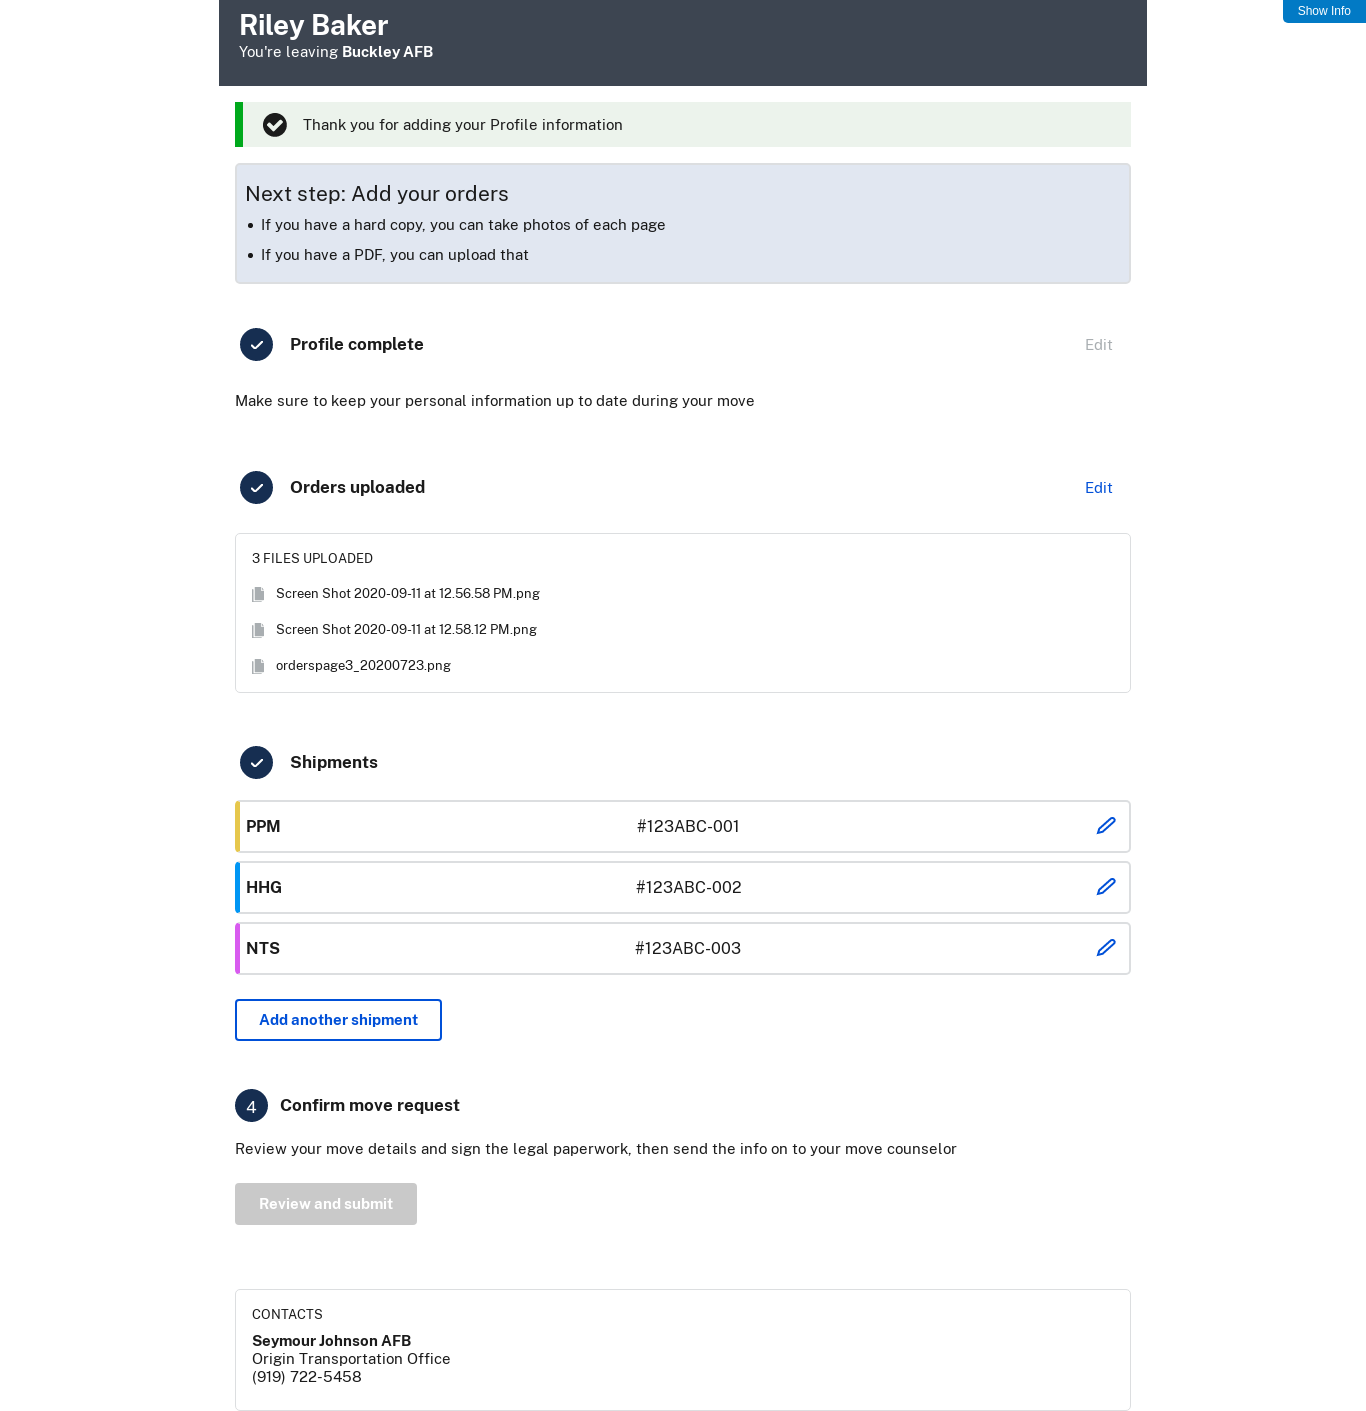 Show Info
Riley Baker
You're leaving Buckley AFB
Thank you for adding your Profile information
Next step: Add your orders
• If you have a hard copy, you can take photos of each page
• If you have a PDF, you can upload that
Profile complete Edit
Make sure to keep your personal information up to date during your move
Orders uploaded Edit
3 FILES UPLOADED
Screen Shot 2020-09-11 at 12.56.58 PM.png
Screen Shot 2020-09-11 at 12.58.12 PM.png
orderspage3_20200723.png
Shipments
PPM #123ABC-001
HHG #123ABC-002
NTS #123ABC-003
Add another shipment
4 Confirm move request
Review your move details and sign the legal paperwork, then send the info on to your move counselor
Review and submit
CONTACTS
Seymour Johnson AFB
Origin Transportation Office
(919) 722-5458